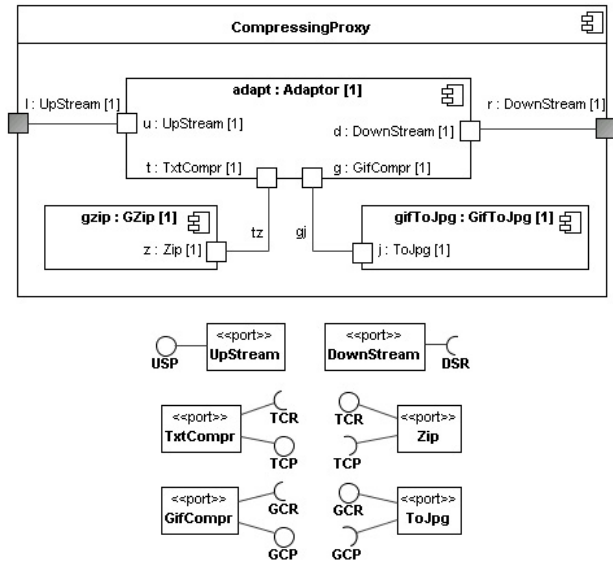 CompressingProxy
l : UpStream [1]
adapt : Adaptor [1]
r : DownStream [1]
u : UpStream [1]
d : DownStream [1]
t : TxtCompr [1]
g : GifCompr [1]
gzip : GZip [1]
gifToJpg : GifToJpg [1]
tz
gj
z : Zip [1]
j : ToJpg [1]
<<port>>
UpStream
USP
<<port>>
DownStream
DSR
<<port>>
TxtCompr
TCR
TCP
TCR
TCP
<<port>>
Zip
<<port>>
GifCompr
GCR
GCP
GCR
GCP
<<port>>
ToJpg